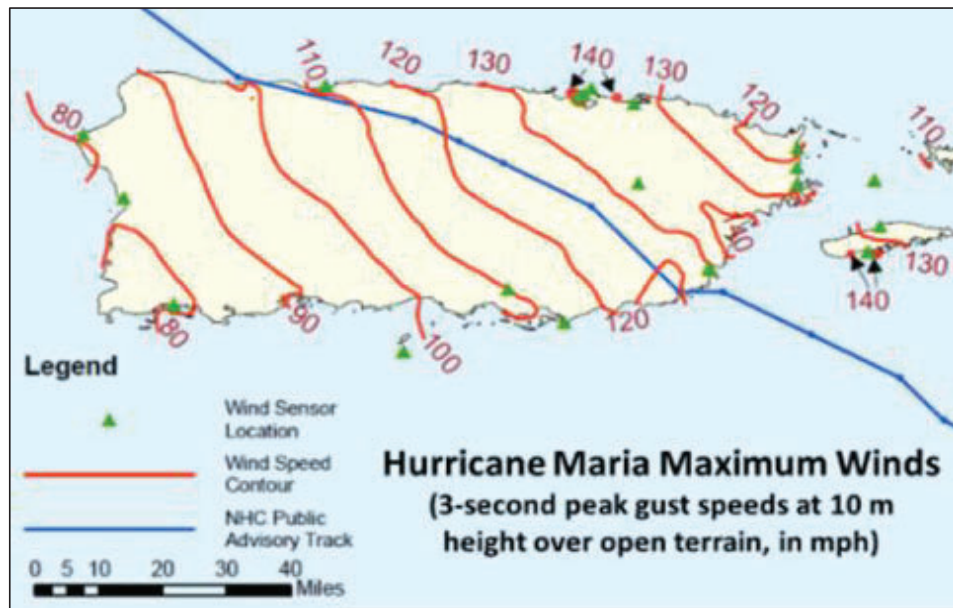 80
110
120
130
140
130
120
110
140
130
140
80
90
100
120
Legend
Wind Sensor
Location
Wind Speed
Contour
NHC Public
Advisory Track
0 5 10 20 30 40
Miles
Hurricane Maria Maximum Winds
(3-second peak gust speeds at 10 m
height over open terrain, in mph)